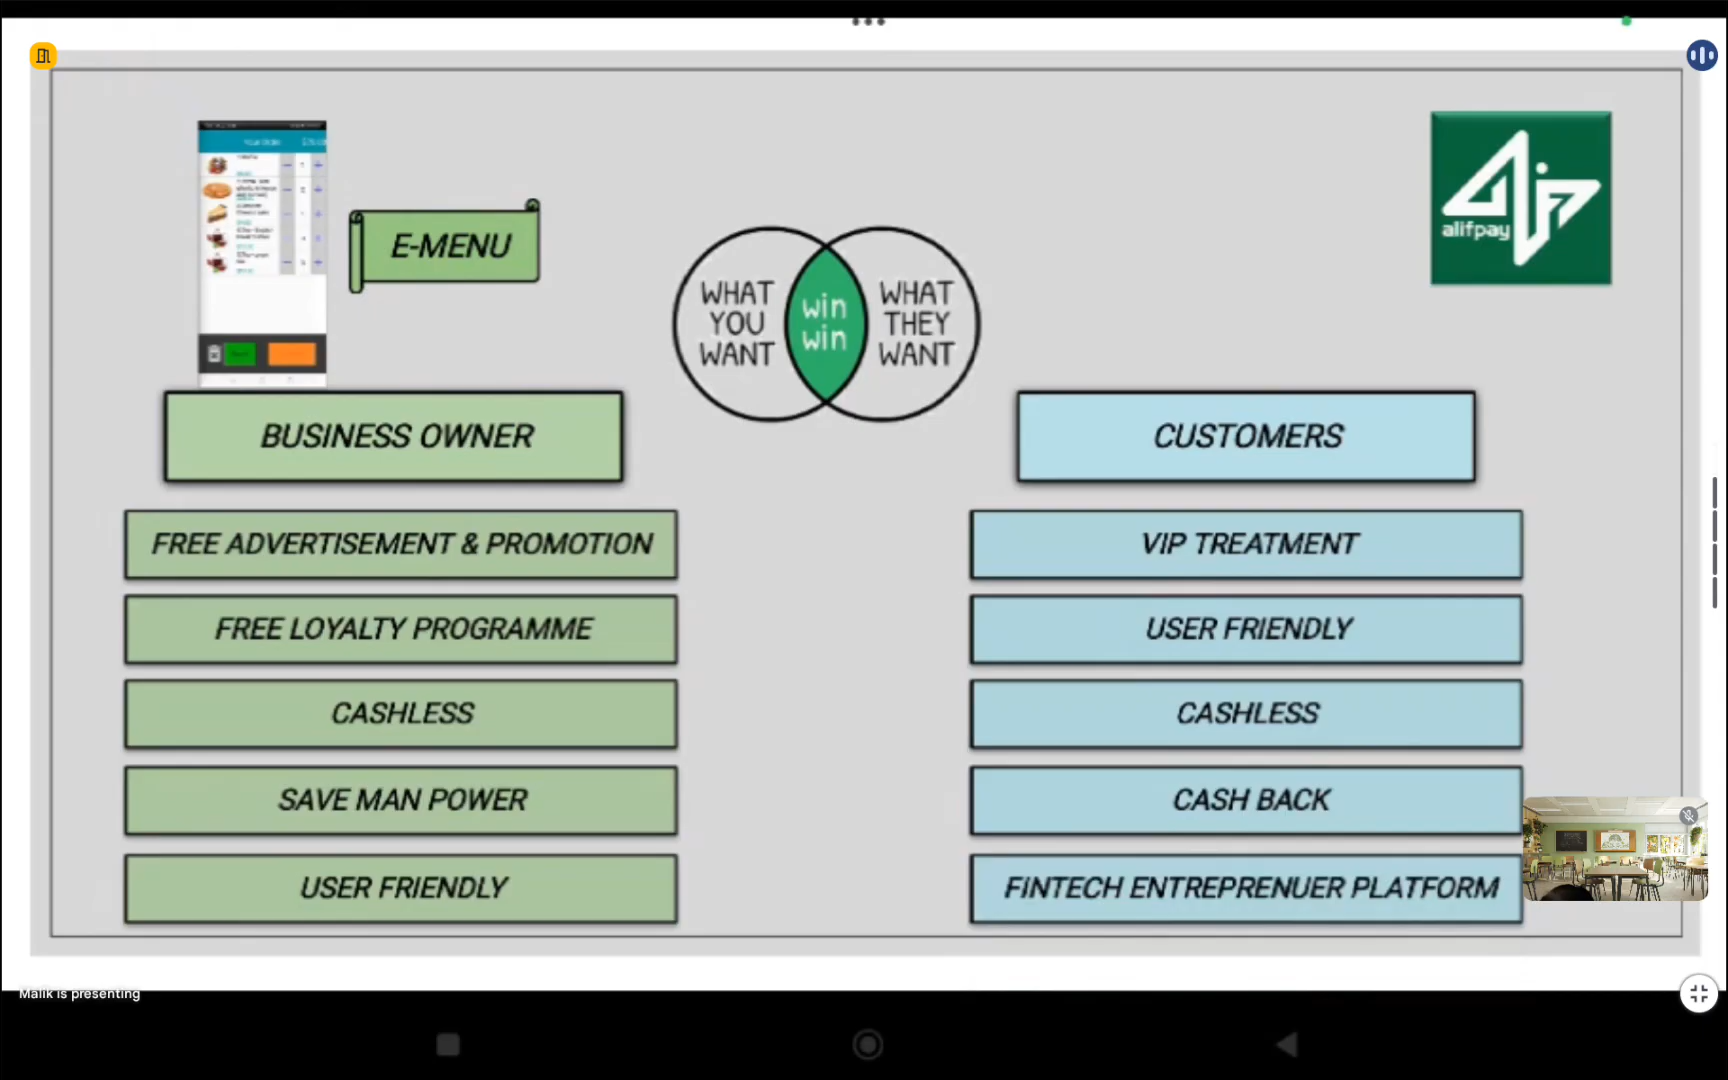 Your Order
E-MENU
alifpay
WHAT
YOU
WANT
win
win
WHAT
THEY
WANT
BUSINESS OWNER
CUSTOMERS
FREE ADVERTISEMENT & PROMOTION
VIP TREATMENT
FREE LOYALTY PROGRAMME
USER FRIENDLY
CASHLESS
CASHLESS
SAVE MAN POWER
CASH BACK
USER FRIENDLY
FINTECH ENTREPRENUER PLATFORM
Malik is presenting